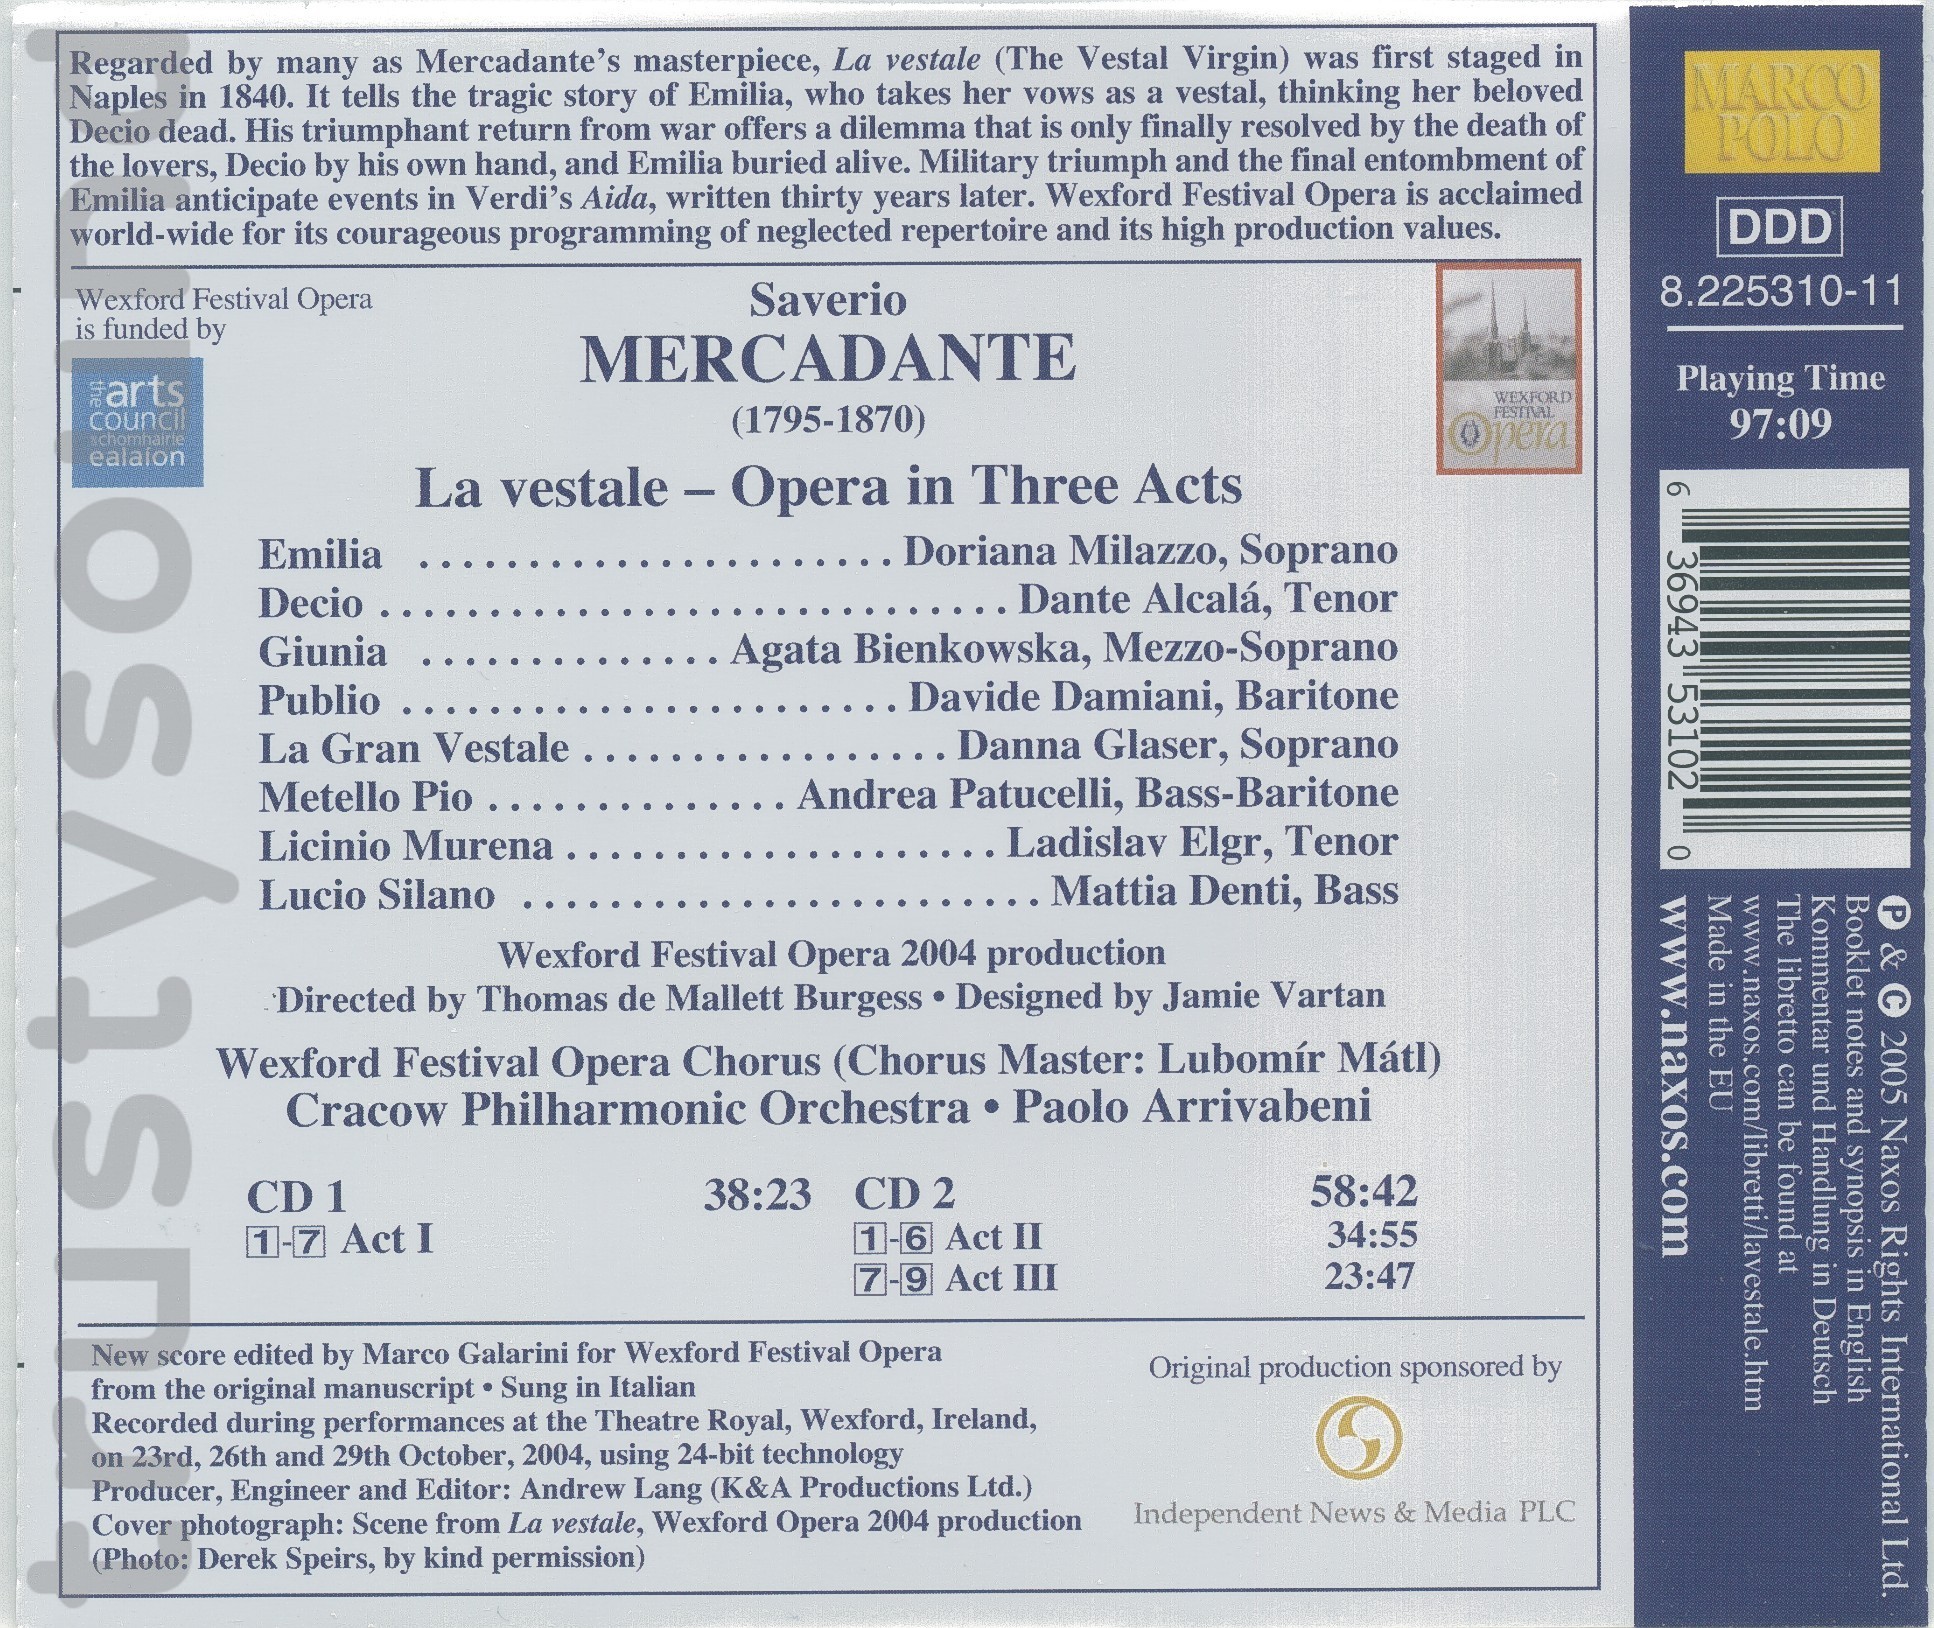 Regarded by many as Mercadante's masterpiece, La vestale (The Vestal Virgin) was first staged in
Naples in 1840. It tells the tragic story of Emilia, who takes her vows as a vestal, thinking her beloved
Decio dead. His triumphant return from war offers a dilemma that is only finally resolved by the death of
the lovers, Decio by his own hand, and Emilia buried alive. Military triumph and the final entombment of
Emilia anticipate events in Verdi's Aida, written thirty years later. Wexford Festival Opera is acclaimed
world-wide for its courageous programming of neglected repertoire and its high production values.
Wexford Festival Opera
is funded by
the arts
council
schomhairle
ealaíon
Saverio
MERCADANTE
(1795-1870)
WEXFORD
FESTIVAL
Opera
La vestale – Opera in Three Acts
Emilia ...................... Doriana Milazzo, Soprano
Decio ............................. Dante Alcalá, Tenor
Giunia .............. Agata Bienkowska, Mezzo-Soprano
Publio ....................... Davide Damiani, Baritone
La Gran Vestale ................. Danna Glaser, Soprano
Metello Pio .............. Andrea Patucelli, Bass-Baritone
Licinio Murena .................... Ladislav Elgr, Tenor
Lucio Silano ........................ Mattia Denti, Bass
Wexford Festival Opera 2004 production
Directed by Thomas de Mallett Burgess • Designed by Jamie Vartan
Wexford Festival Opera Chorus (Chorus Master: Lubomír Mátl)
Cracow Philharmonic Orchestra • Paolo Arrivabeni
CD 1 38:23
1-7 Act I
CD 2 58:42
1-6 Act II 34:55
7-9 Act III 23:47
New score edited by Marco Galarini for Wexford Festival Opera
from the original manuscript • Sung in Italian
Recorded during performances at the Theatre Royal, Wexford, Ireland,
on 23rd, 26th and 29th October, 2004, using 24-bit technology
Producer, Engineer and Editor: Andrew Lang (K&A Productions Ltd.)
Cover photograph: Scene from La vestale, Wexford Opera 2004 production
(Photo: Derek Speirs, by kind permission)
Original production sponsored by
Independent News & Media PLC
MARCO
POLO
DDD
8.225310-11
Playing Time
97:09
6 36943 53102 0
Ⓟ & © 2005 Naxos Rights International Ltd.
Booklet notes and synopsis in English
Kommentar und Handlung in Deutsch
The libretto can be found at
www.naxos.com/libretti/lavestale.htm
Made in the EU
www.naxos.com